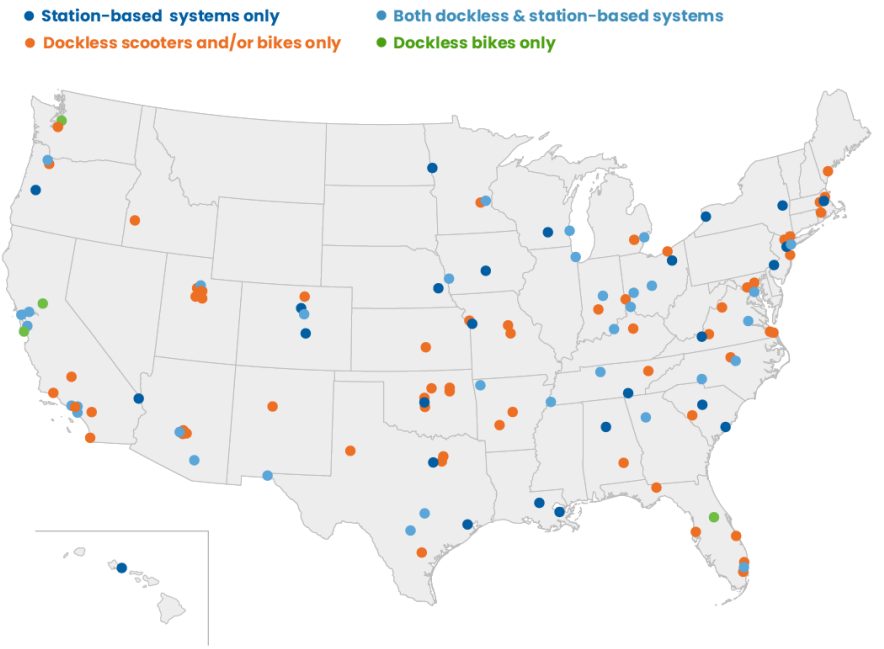 Station-based systems only
Both dockless & station-based systems
Dockless scooters and/or bikes only
Dockless bikes only